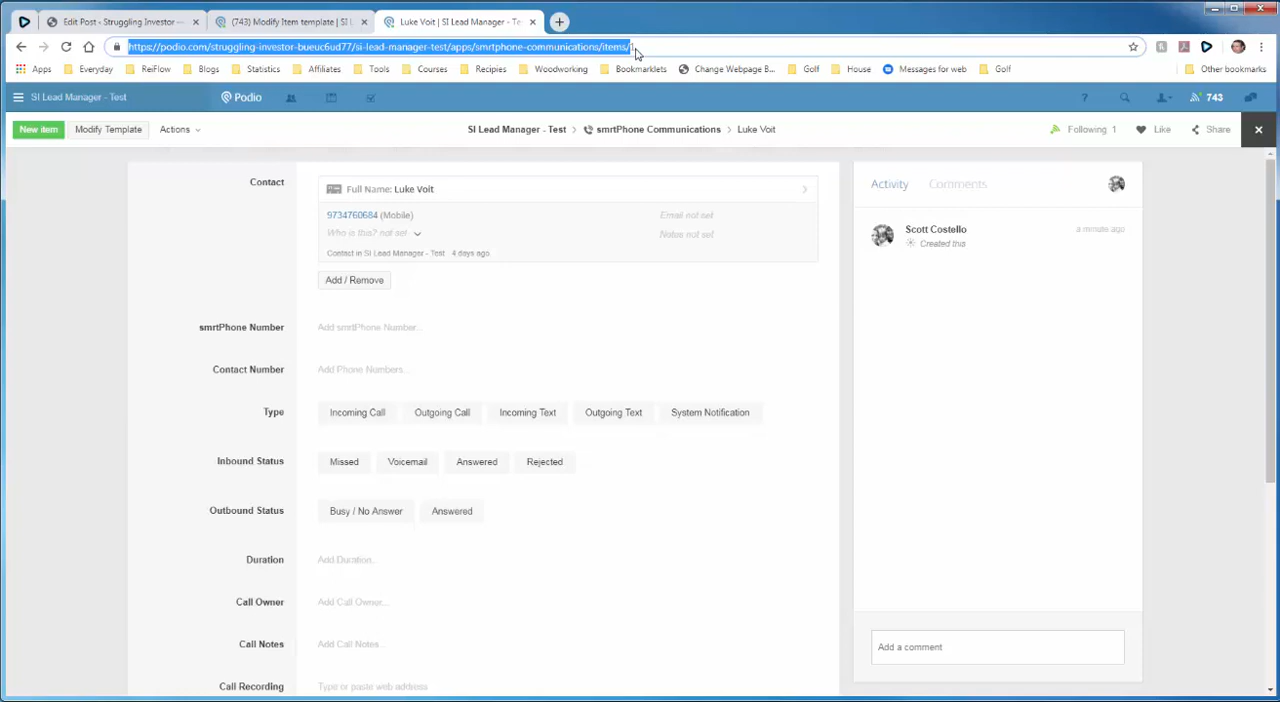 Edit Post ‹ Struggling Investor —
(743) Modify Item template | SI L
Luke Voit | SI Lead Manager - Te
https://podio.com/struggling-investor-bueuc6ud77/si-lead-manager-test/apps/smrtphone-communications/items/1
Apps Everyday ReiFlow Blogs Statistics Affiliates Tools Courses Recipies Woodworking Bookmarklets Change Webpage B... Golf House Messages for web Golf Other bookmarks
SI Lead Manager - Test Podio ? 743
New item Modify Template Actions SI Lead Manager - Test > smrtPhone Communications > Luke Voit Following 1 Like Share
Contact
Full Name: Luke Voit
9734760684 (Mobile) Email not set
Who is this? not set Notes not set
Contact in SI Lead Manager - Test 4 days ago
Add / Remove
smrtPhone Number Add smrtPhone Number...
Contact Number Add Phone Numbers...
Type Incoming Call Outgoing Call Incoming Text Outgoing Text System Notification
Inbound Status Missed Voicemail Answered Rejected
Outbound Status Busy / No Answer Answered
Duration Add Duration...
Call Owner Add Call Owner...
Call Notes Add Call Notes...
Call Recording Type or paste web address
Activity Comments
Scott Costello a minute ago
Created this
Add a comment